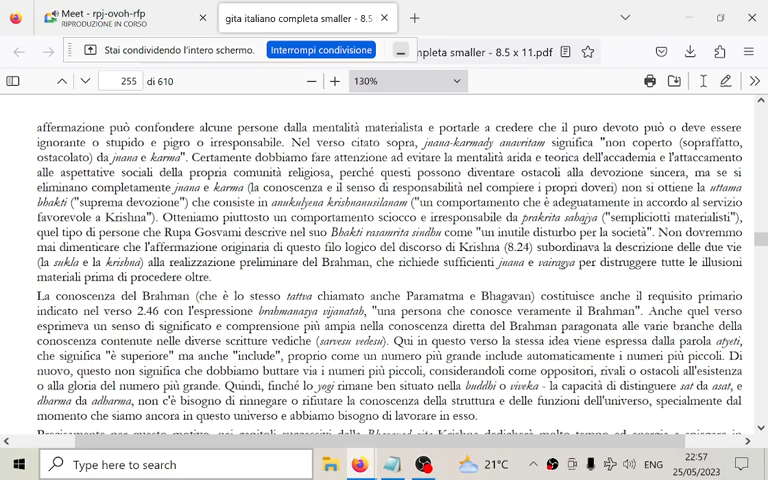 Meet - rpj-ovoh-rfp
RIPRODUZIONE IN CORSO
gita italiano completa smaller - 8.5
Stai condividendo l'intero schermo.
Interrompi condivisione
mpleta smaller - 8.5 x 11.pdf
255 di 610
130%
affermazione può confondere alcune persone dalla mentalità materialista e portarle a credere che il puro devoto può o deve essere
ignorante o stupido e pigro o irresponsabile. Nel verso citato sopra, jnana-karmady anavritam significa "non coperto (sopraffatto,
ostacolato) da jnana e karma". Certamente dobbiamo fare attenzione ad evitare la mentalità arida e teorica dell'accademia e l'attaccamento
alle aspettative sociali della propria comunità religiosa, perché questi possono diventare ostacoli alla devozione sincera, ma se si
eliminano completamente jnana e karma (la conoscenza e il senso di responsabilità nel compiere i propri doveri) non si ottiene la uttama
bhakti ("suprema devozione") che consiste in anukulyena krishnanusilanam ("un comportamento che è adeguatamente in accordo al servizio
favorevole a Krishna"). Otteniamo piuttosto un comportamento sciocco e irresponsabile da prakrita sahajya ("sempliciotti materialisti"),
quel tipo di persone che Rupa Gosvami descrive nel suo Bhakti rasamrita sindhu come "un inutile disturbo per la società". Non dovremmo
mai dimenticare che l'affermazione originaria di questo filo logico del discorso di Krishna (8.24) subordinava la descrizione delle due vie
(la sukla e la krishna) alla realizzazione preliminare del Brahman, che richiede sufficienti jnana e vairagya per distruggere tutte le illusioni
materiali prima di procedere oltre.
La conoscenza del Brahman (che è lo stesso tattva chiamato anche Paramatma e Bhagavan) costituisce anche il requisito primario
indicato nel verso 2.46 con l'espressione brahmanasya vijanatah, "una persona che conosce veramente il Brahman". Anche quel verso
esprimeva un senso di significato e comprensione più ampia nella conoscenza diretta del Brahman paragonata alle varie branche della
conoscenza contenute nelle diverse scritture vediche (sarvesu vedesu). Qui in questo verso la stessa idea viene espressa dalla parola atyeti,
che significa "è superiore" ma anche "include", proprio come un numero più grande include automaticamente i numeri più piccoli. Di
nuovo, questo non significa che dobbiamo buttare via i numeri più piccoli, considerandoli come oppositori, rivali o ostacoli all'esistenza
o alla gloria del numero più grande. Quindi, finché lo yogi rimane ben situato nella buddhi o viveka - la capacità di distinguere sat da asat, e
dharma da adharma, non c'è bisogno di rinnegare o rifiutare la conoscenza della struttura e delle funzioni dell'universo, specialmente dal
momento che siamo ancora in questo universo e abbiamo bisogno di lavorare in esso.
Precisamente per questo motivo, nei capitoli successivi della Bhagavad gita Krishna dedicherà molto tempo ed energia a spiegare in
Type here to search
21°C
ENG
22:57
25/05/2023